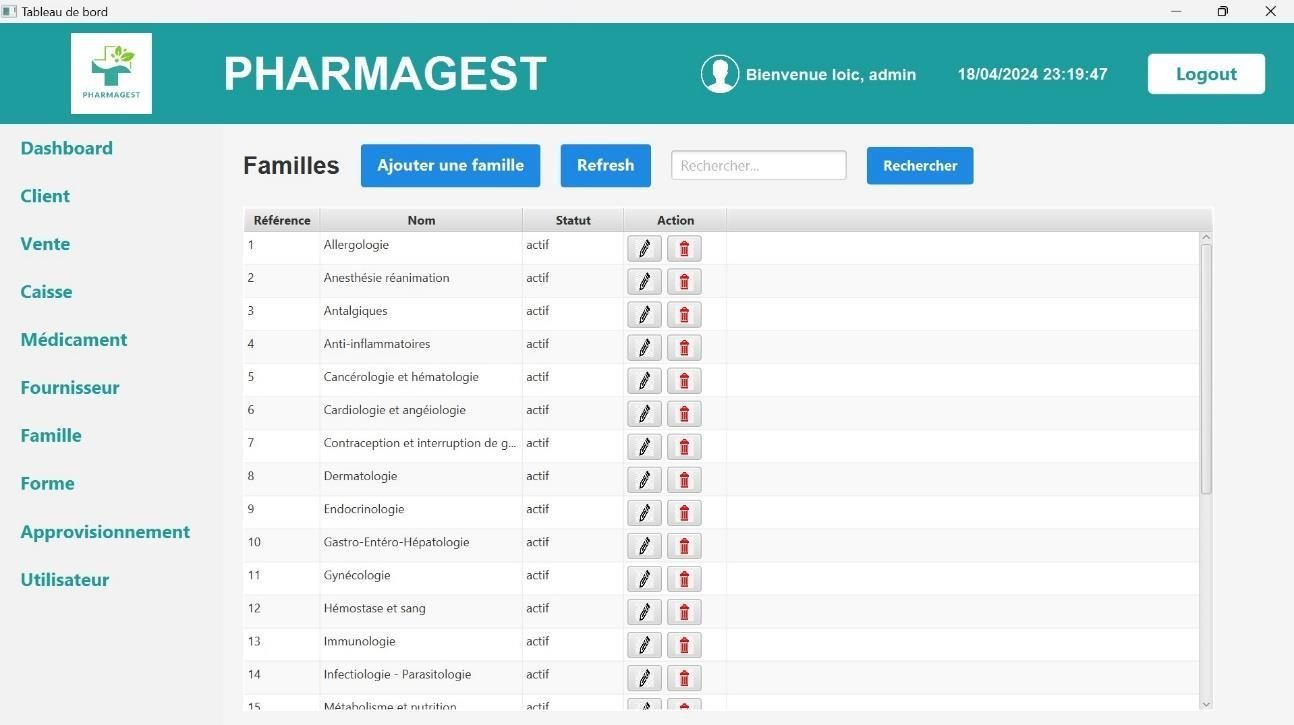 Tableau de bord
PHARMAGEST
PHARMAGEST
Bienvenue loic, admin
18/04/2024 23:19:47
Logout
Dashboard
Client
Vente
Caisse
Médicament
Fournisseur
Famille
Forme
Approvisionnement
Utilisateur
Familles
Ajouter une famille
Refresh
Rechercher...
Rechercher
Référence Nom Statut Action
1 Allergologie actif
2 Anesthésie réanimation actif
3 Antalgiques actif
4 Anti-inflammatoires actif
5 Cancérologie et hématologie actif
6 Cardiologie et angéiologie actif
7 Contraception et interruption de g... actif
8 Dermatologie actif
9 Endocrinologie actif
10 Gastro-Entéro-Hépatologie actif
11 Gynécologie actif
12 Hémostase et sang actif
13 Immunologie actif
14 Infectiologie - Parasitologie actif
15 Métabolisme et nutrition actif